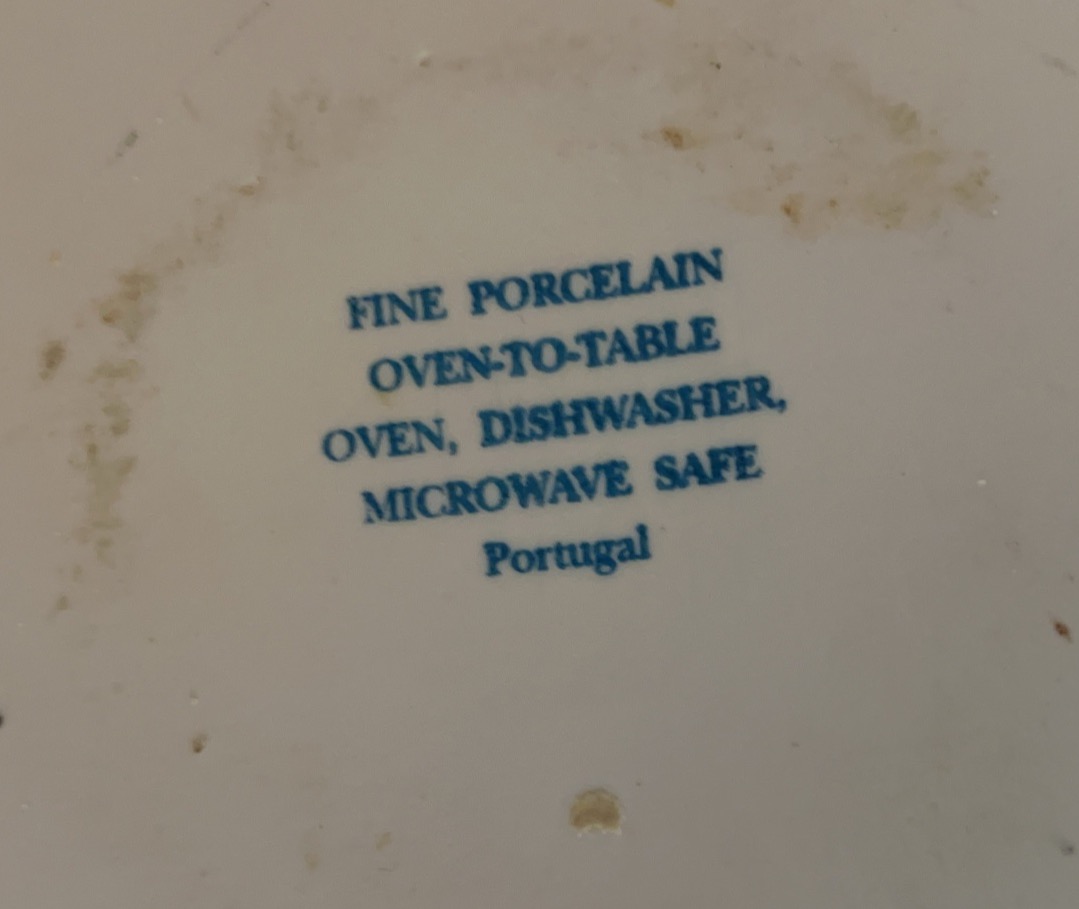 FINE PORCELAIN
OVEN-TO-TABLE
OVEN, DISHWASHER,
MICROWAVE SAFE
Portugal